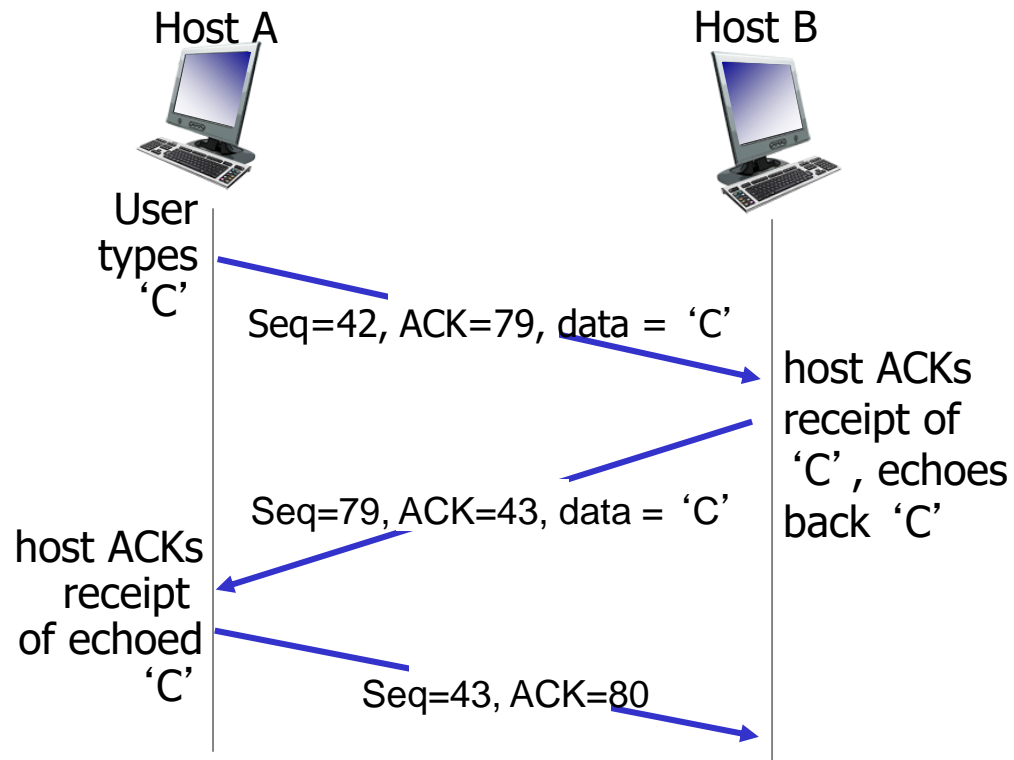 Host A
Host B
User
types
‘C’
Seq=42, ACK=79, data = ‘C’
host ACKs
receipt of
‘C’, echoes
back ‘C’
Seq=79, ACK=43, data = ‘C’
host ACKs
receipt
of echoed
‘C’
Seq=43, ACK=80